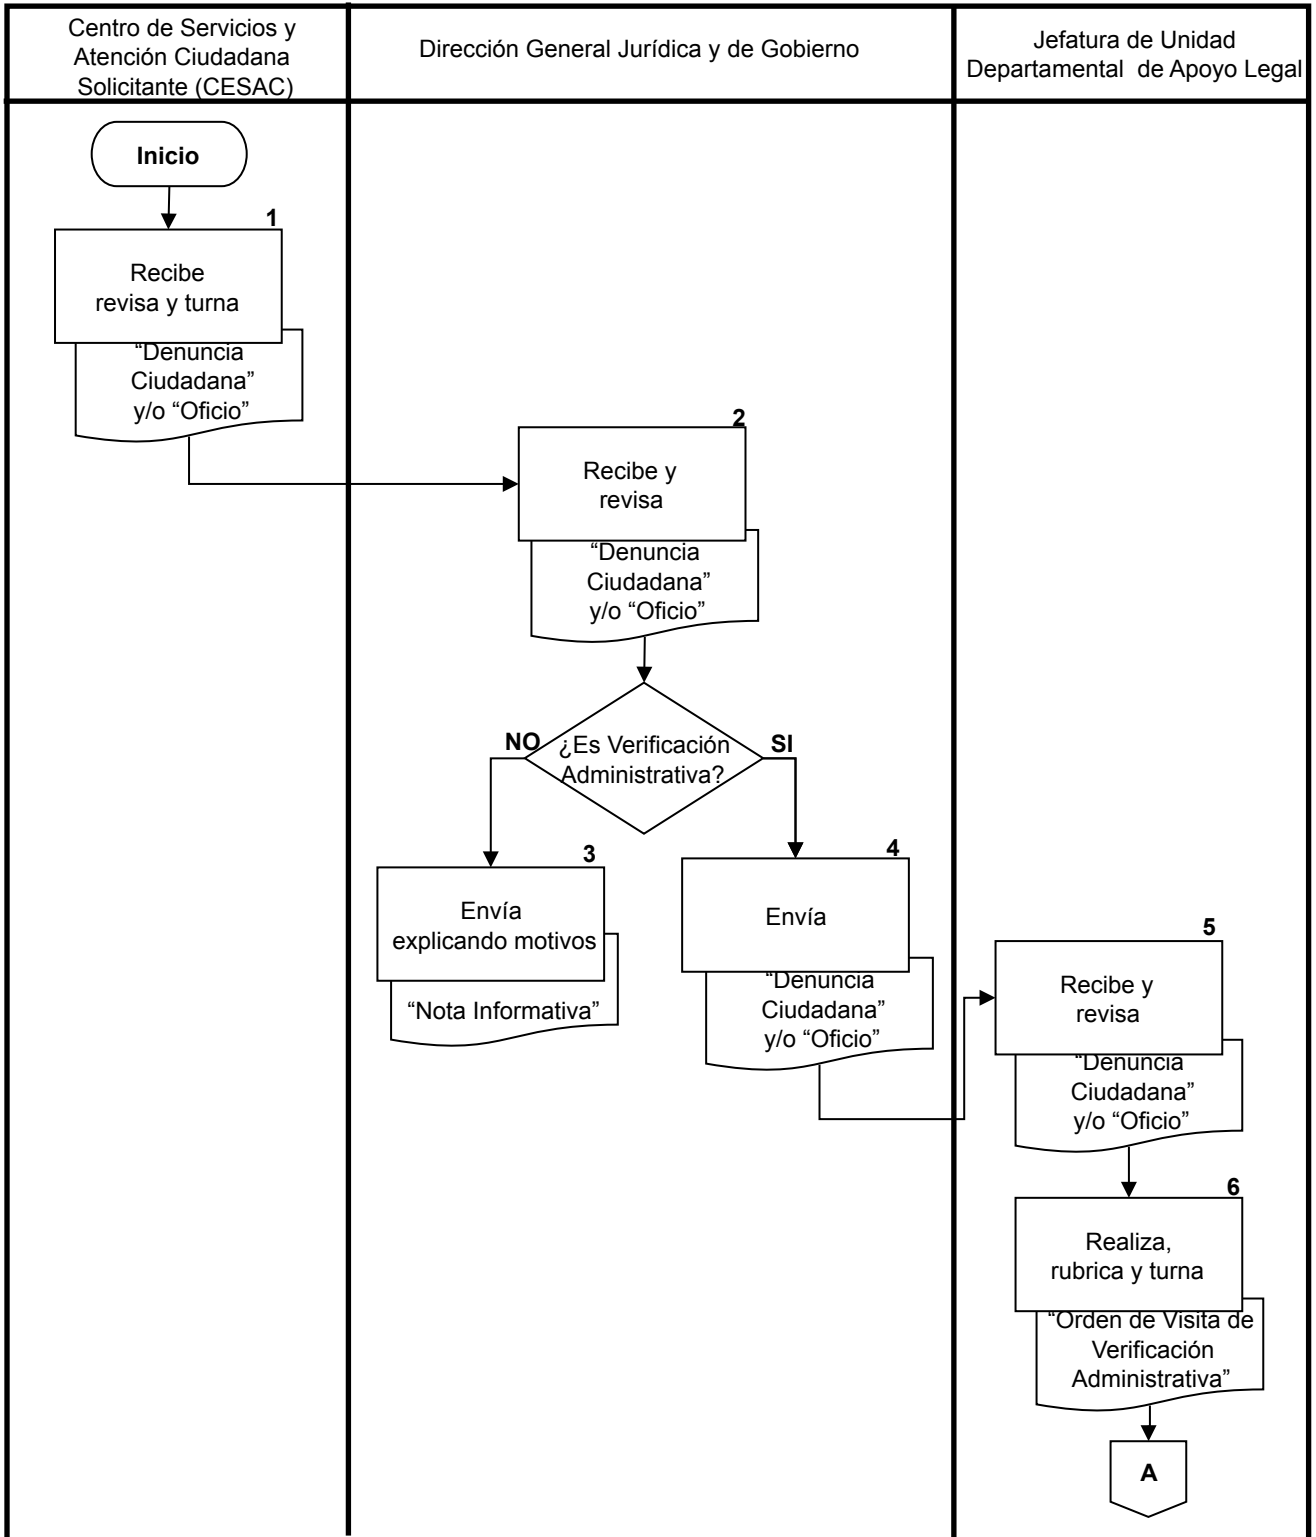 Centro de Servicios y
Atención Ciudadana
Solicitante (CESAC)
Dirección General Jurídica y de Gobierno
Jefatura de Unidad
Departamental de Apoyo Legal
Inicio
1
Recibe
revisa y turna
“Denuncia
Ciudadana”
y/o “Oficio”
2
Recibe y
revisa
“Denuncia
Ciudadana”
y/o “Oficio”
NO
¿Es Verificación
Administrativa?
SI
3
Envía
explicando motivos
“Nota Informativa”
4
Envía
“Denuncia
Ciudadana”
y/o “Oficio”
5
Recibe y
revisa
“Denuncia
Ciudadana”
y/o “Oficio”
6
Realiza,
rubrica y turna
“Orden de Visita de
Verificación
Administrativa”
A